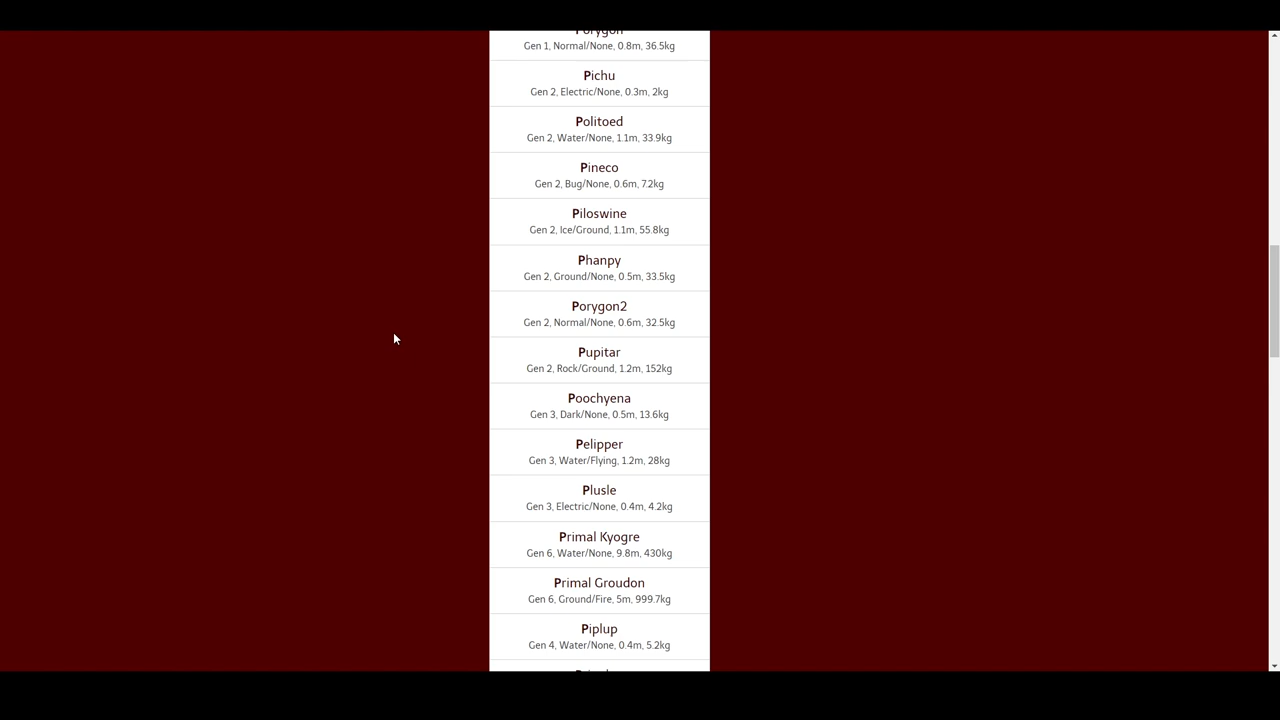 Porygon
Gen 1, Normal/None, 0.8m, 36.5kg
Pichu
Gen 2, Electric/None, 0.3m, 2kg
Politoed
Gen 2, Water/None, 1.1m, 33.9kg
Pineco
Gen 2, Bug/None, 0.6m, 7.2kg
Piloswine
Gen 2, Ice/Ground, 1.1m, 55.8kg
Phanpy
Gen 2, Ground/None, 0.5m, 33.5kg
Porygon2
Gen 2, Normal/None, 0.6m, 32.5kg
Pupitar
Gen 2, Rock/Ground, 1.2m, 152kg
Poochyena
Gen 3, Dark/None, 0.5m, 13.6kg
Pelipper
Gen 3, Water/Flying, 1.2m, 28kg
Plusle
Gen 3, Electric/None, 0.4m, 4.2kg
Primal Kyogre
Gen 6, Water/None, 9.8m, 430kg
Primal Groudon
Gen 6, Ground/Fire, 5m, 999.7kg
Piplup
Gen 4, Water/None, 0.4m, 5.2kg